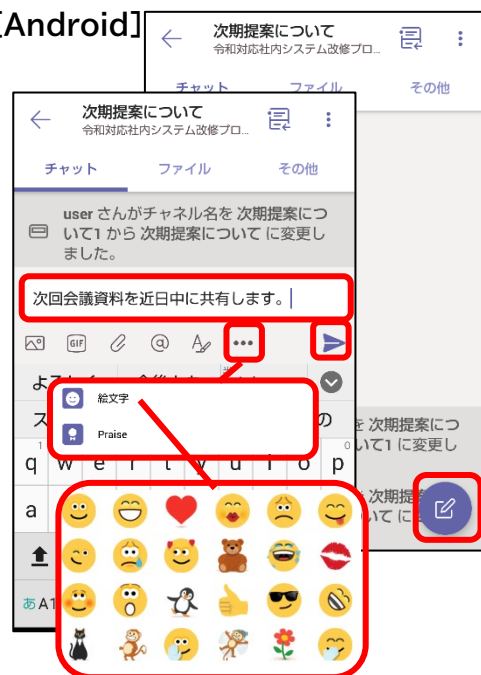 [Android]
次期提案について
令和対応社内システム改修プロ...
チャット ファイル その他
次期提案について
令和対応社内システム改修プロ...
チャット ファイル その他
user さんがチャネル名を 次期提案につ
いて1 から 次期提案について に変更し
ました。
次回会議資料を近日中に共有します。
GIF
絵文字
Praise
q w e r t y u i o p
a
あA1
を 次期提案につ
いて1 に変更し
次期提
いて に